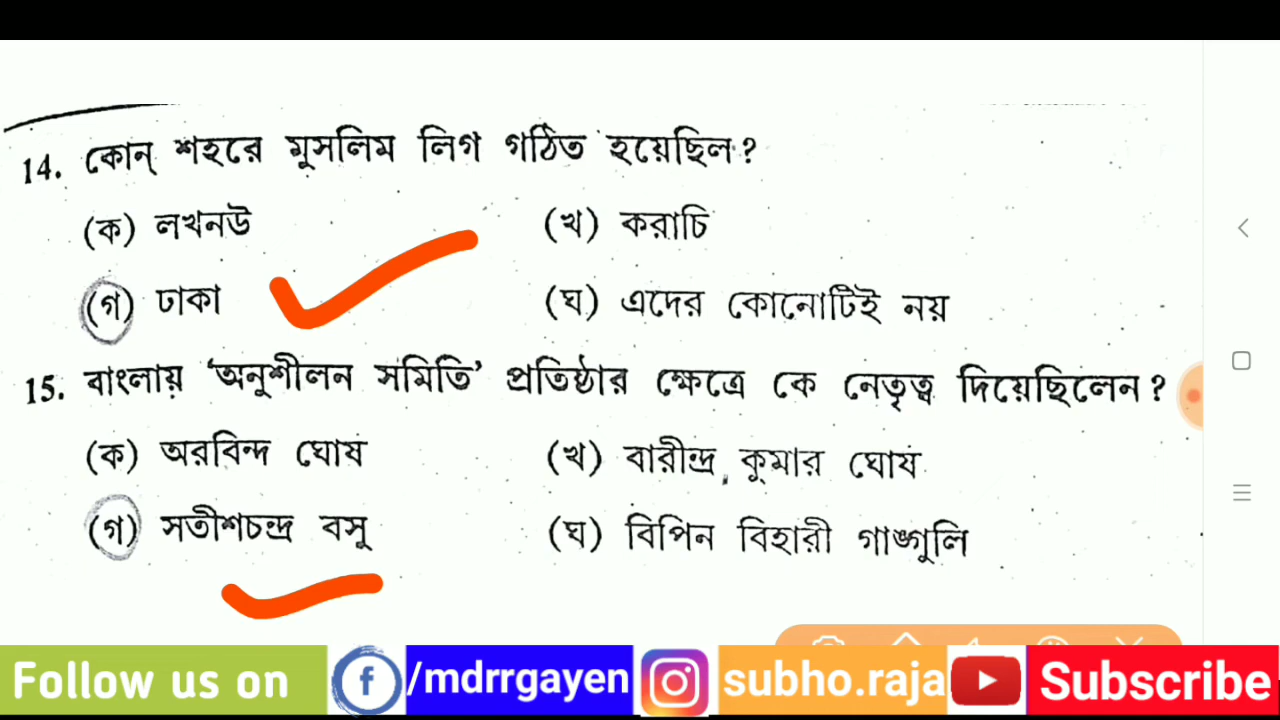 14. কোন্ শহরে মুসলিম লিগ গঠিত হয়েছিল?
(ক) লখনউ (খ) করাচি
(গ) ঢাকা (ঘ) এদের কোনোটিই নয়
15. বাংলায় ‘অনুশীলন সমিতি’ প্রতিষ্ঠার ক্ষেত্রে কে নেতৃত্ব দিয়েছিলেন?
(ক) অরবিন্দ ঘোষ (খ) বারীন্দ্র কুমার ঘোষ
(গ) সতীশচন্দ্র বসু (ঘ) বিপিন বিহারী গাঙ্গুলি
Follow us on f /mdrrgayen subho.raja Subscribe